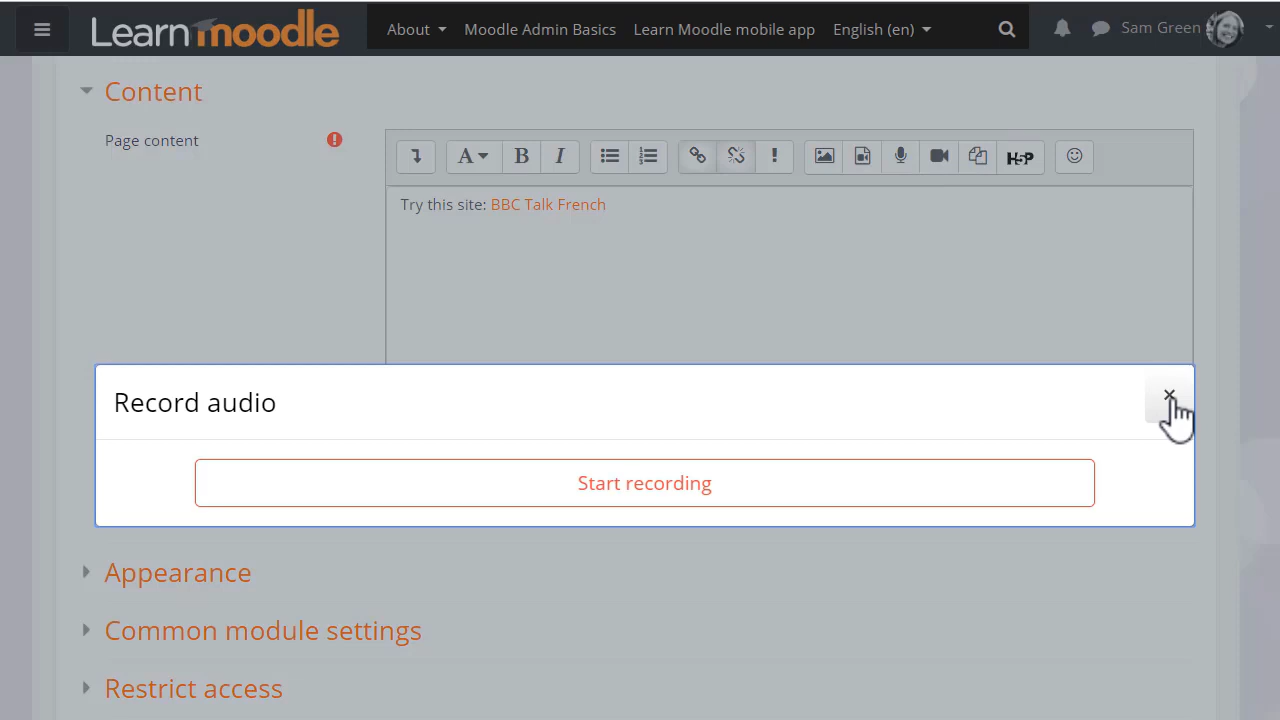 Learn moodle
About
Moodle Admin Basics
Learn Moodle mobile app
English (en)
Sam Green
Content
Page content
A
B
I
H5P
Try this site: BBC Talk French
Record audio
Start recording
Appearance
Common module settings
Restrict access